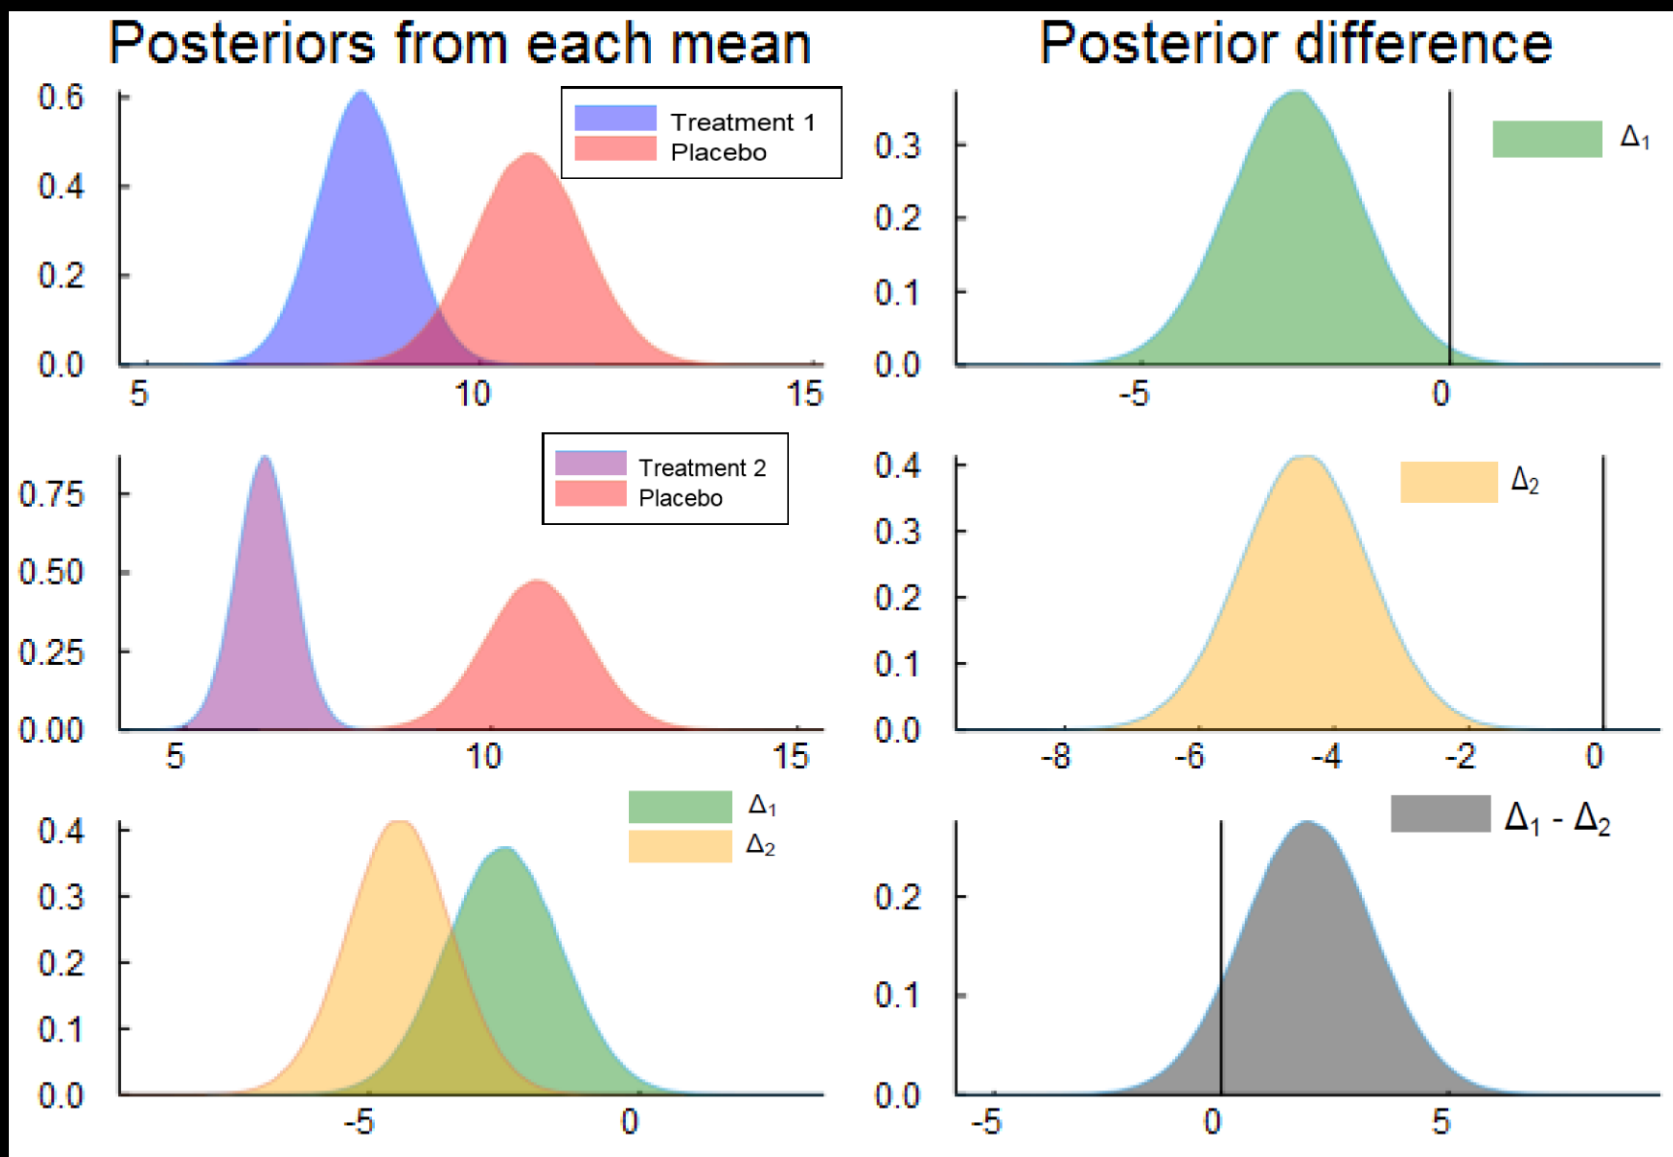 Posteriors from each mean
Posterior difference
0.6
0.4
0.2
0.0
5 10 15
Treatment 1
Placebo
0.3
0.2
0.1
0.0
-5 0
Δ₁
0.75
0.50
0.25
0.00
5 10 15
Treatment 2
Placebo
0.4
0.3
0.2
0.1
0.0
-8 -6 -4 -2 0
Δ₂
0.4
0.3
0.2
0.1
0.0
-5 0
Δ₁
Δ₂
0.2
0.1
0.0
-5 0 5
Δ₁ - Δ₂